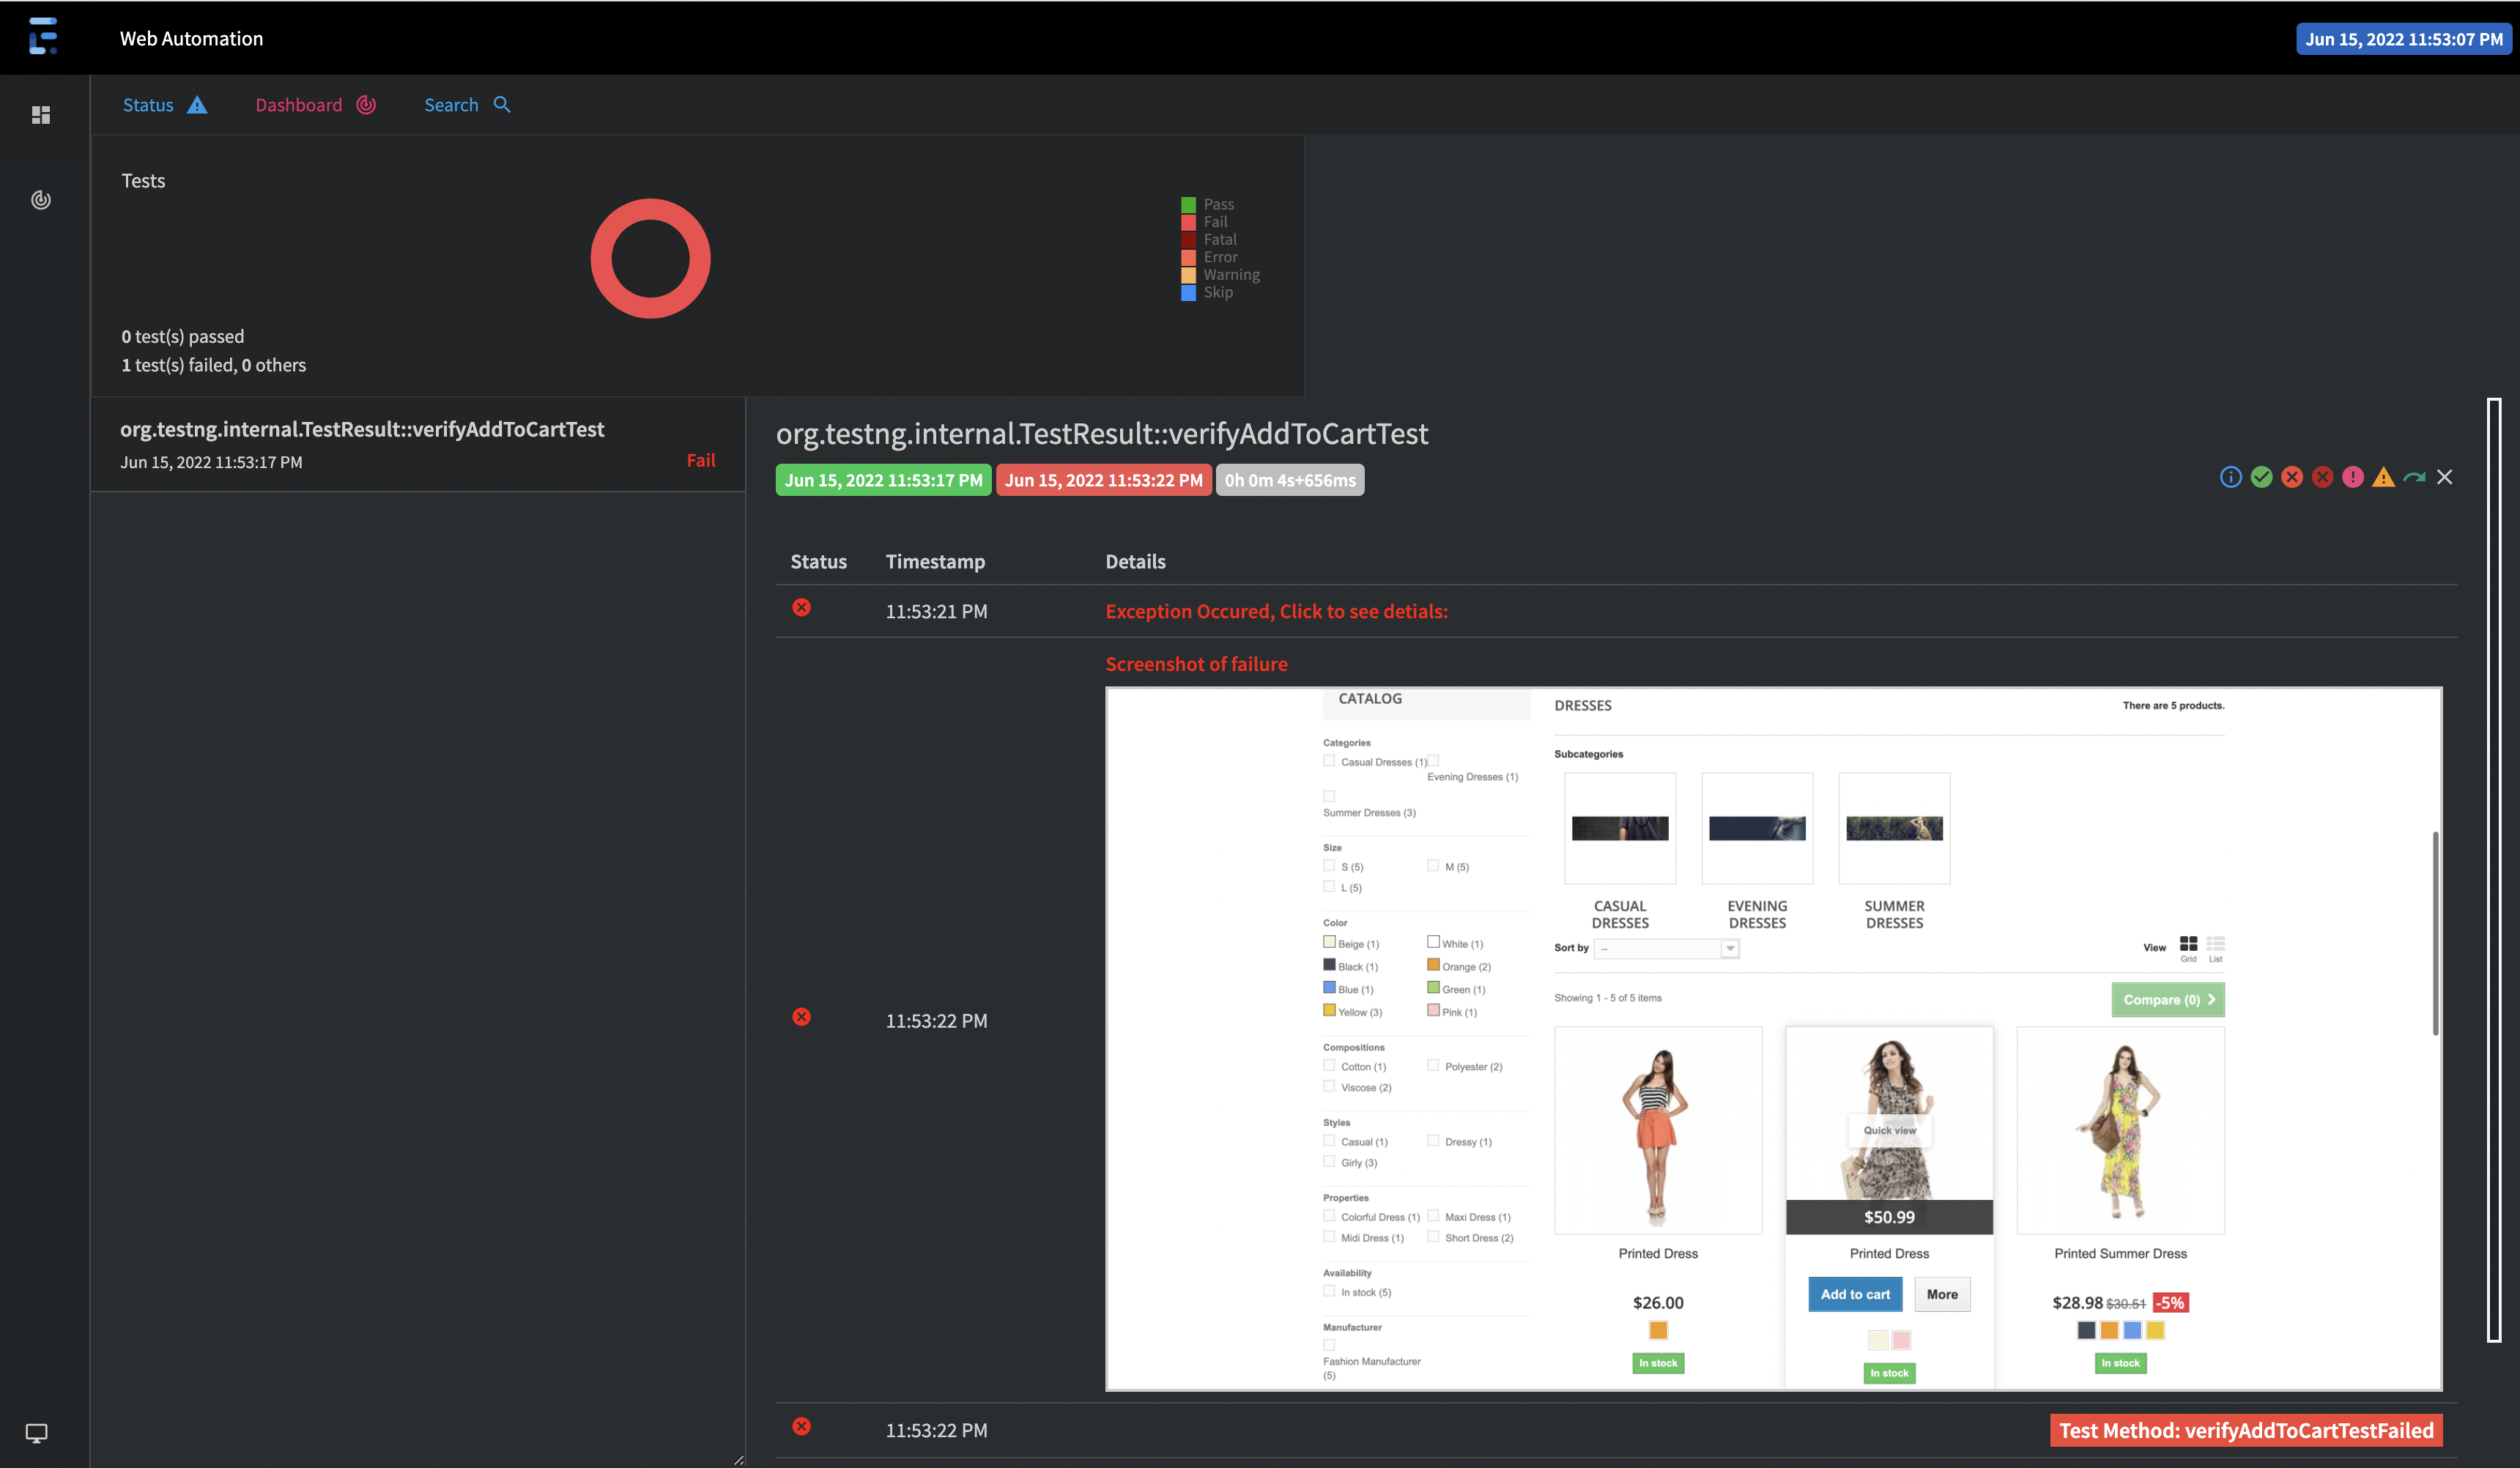 Web Automation
Jun 15, 2022 11:53:07 PM
Status
Dashboard
Search
Tests
Pass
Fail
Fatal
Error
Warning
Skip
0 test(s) passed
1 test(s) failed, 0 others
org.testng.internal.TestResult::verifyAddToCartTest
Jun 15, 2022 11:53:17 PM
Fail
org.testng.internal.TestResult::verifyAddToCartTest
Jun 15, 2022 11:53:17 PM Jun 15, 2022 11:53:22 PM 0h 0m 4s+656ms
Status Timestamp Details
11:53:21 PM Exception Occured, Click to see detials:
Screenshot of failure
11:53:22 PM
CATALOG
Categories
Casual Dresses (1)
Evening Dresses (1)
Summer Dresses (3)
Size
S (5) M (5)
L (5)
Color
Beige (1) White (1)
Black (1) Orange (2)
Blue (1) Green (1)
Yellow (3) Pink (1)
Compositions
Cotton (1) Polyester (2)
Viscose (2)
Styles
Casual (1) Dressy (1)
Girly (3)
Properties
Colorful Dress (1) Maxi Dress (1)
Midi Dress (1) Short Dress (2)
Availability
In stock (5)
Manufacturer
Fashion Manufacturer
(5)
DRESSES There are 5 products.
Subcategories
CASUAL
DRESSES
EVENING
DRESSES
SUMMER
DRESSES
Sort by -- View Grid List
Showing 1 - 5 of 5 items
Compare (0)
Printed Dress
$26.00
In stock
Quick view
$50.99
Printed Dress
Add to cart More
In stock
Printed Summer Dress
$28.98 $30.51 -5%
In stock
11:53:22 PM Test Method: verifyAddToCartTestFailed